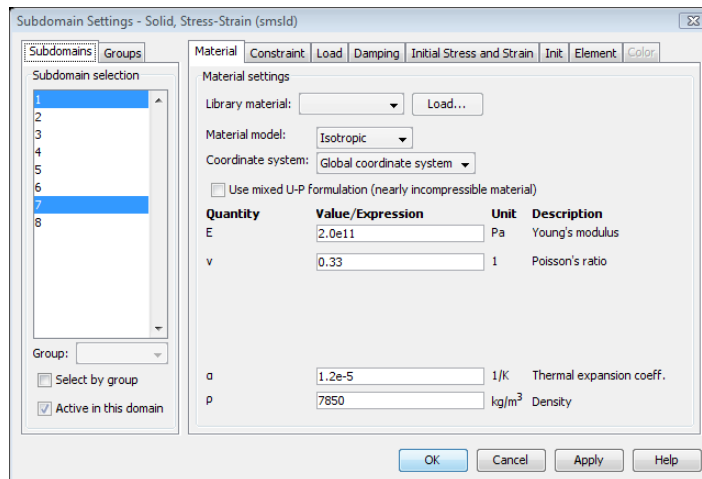 Subdomain Settings - Solid, Stress-Strain (smsld)
Subdomains Groups
Subdomain selection
1
2
3
4
5
6
7
8
Group:
Select by group
Active in this domain
Material Constraint Load Damping Initial Stress and Strain Init Element Color
Material settings
Library material: Load...
Material model: Isotropic
Coordinate system: Global coordinate system
Use mixed U-P formulation (nearly incompressible material)
Quantity Value/Expression Unit Description
E 2.0e11 Pa Young's modulus
ν 0.33 1 Poisson's ratio
α 1.2e-5 1/K Thermal expansion coeff.
ρ 7850 kg/m³ Density
OK Cancel Apply Help